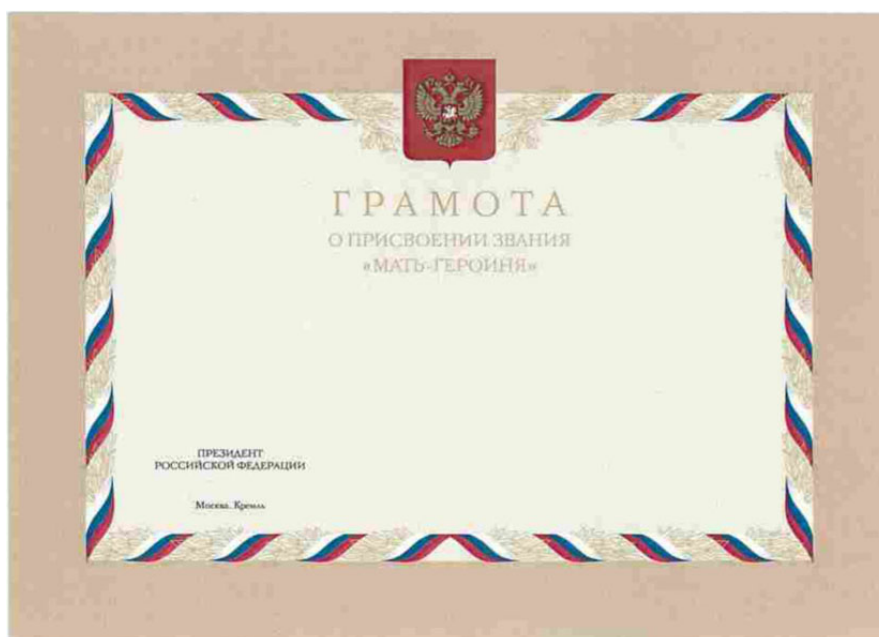 ГРАМОТА
О ПРИСВОЕНИИ ЗВАНИЯ
«МАТЬ-ГЕРОИНЯ»
ПРЕЗИДЕНТ
РОССИЙСКОЙ ФЕДЕРАЦИИ
Москва, Кремль